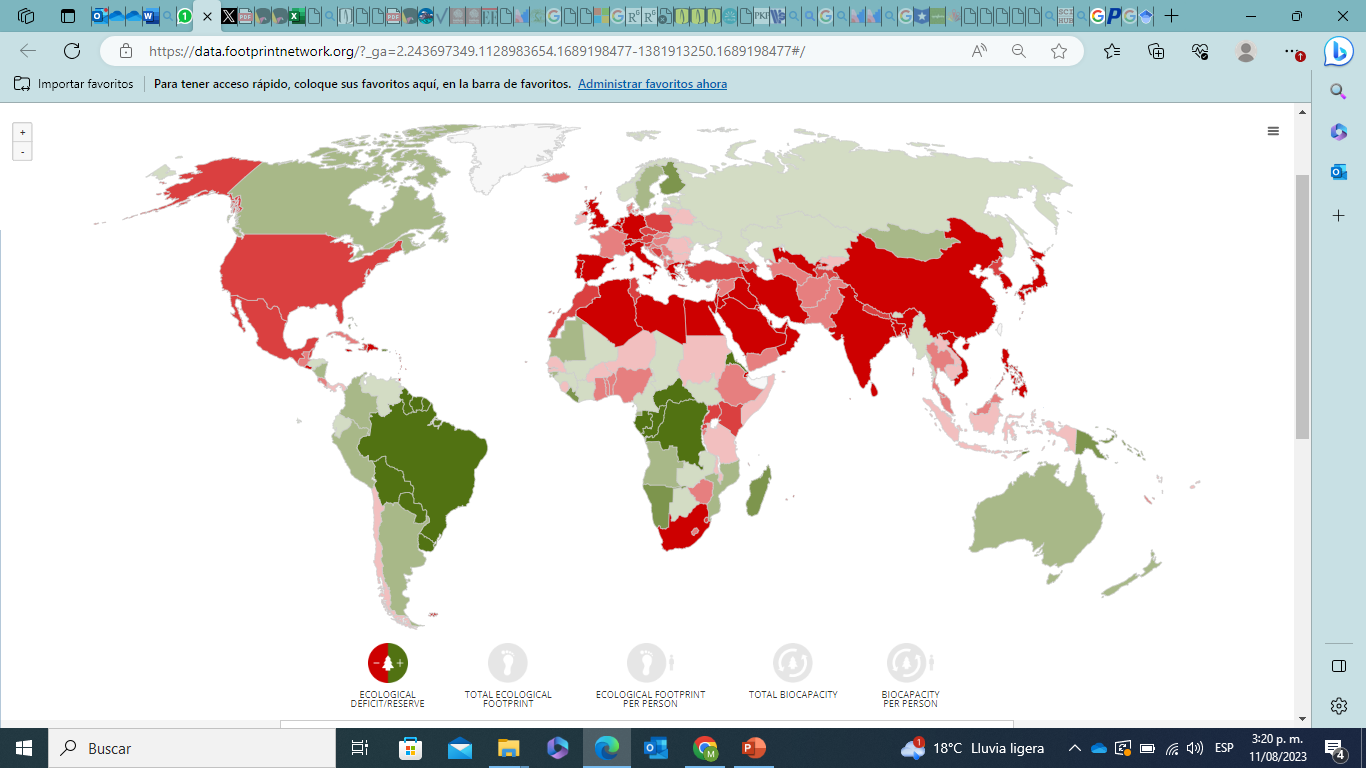 https://data.footprintnetwork.org/?_ga=2.243697349.1128983654.1689198477-1381913250.1689198477#/
Importar favoritos
Para tener acceso rápido, coloque sus favoritos aquí, en la barra de favoritos. Administrar favoritos ahora
+
-
ECOLOGICAL
DEFICIT/RESERVE
TOTAL ECOLOGICAL
FOOTPRINT
ECOLOGICAL FOOTPRINT
PER PERSON
TOTAL BIOCAPACITY
BIOCAPACITY
PER PERSON
Buscar
18°C Lluvia ligera
ESP
3:20 p. m.
11/08/2023
4